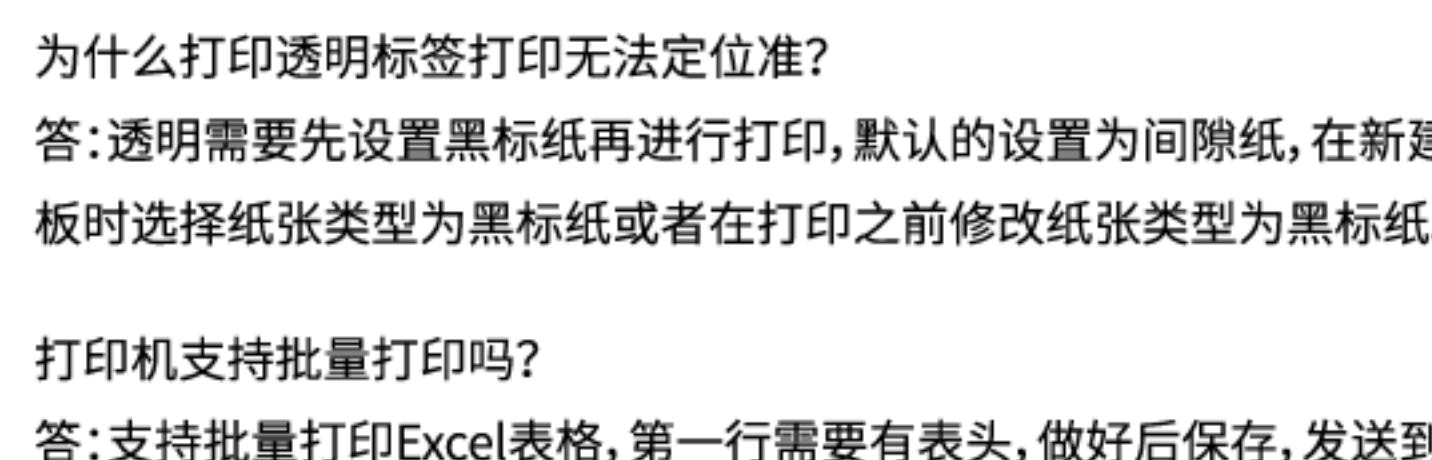 为什么打印透明标签打印无法定位准？
答：透明需要先设置黑标纸再进行打印，默认的设置为间隙纸，在新建
板时选择纸张类型为黑标纸或者在打印之前修改纸张类型为黑标纸
打印机支持批量打印吗？
答：支持批量打印Excel表格，第一行需要有表头，做好后保存，发送到